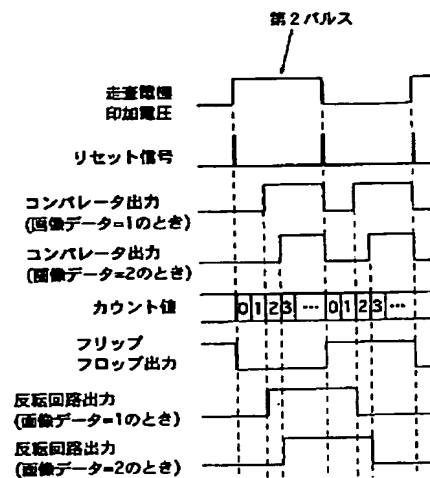 第2パルス
走査電極
印加電圧
リセット信号
コンパレータ出力
(画像データ=1のとき)
コンパレータ出力
(画像データ=2のとき)
カウント値
0 1 2 3 … 0 1 2 3 …
フリップ
フロップ出力
反転回路出力
(画像データ=1のとき)
反転回路出力
(画像データ=2のとき)